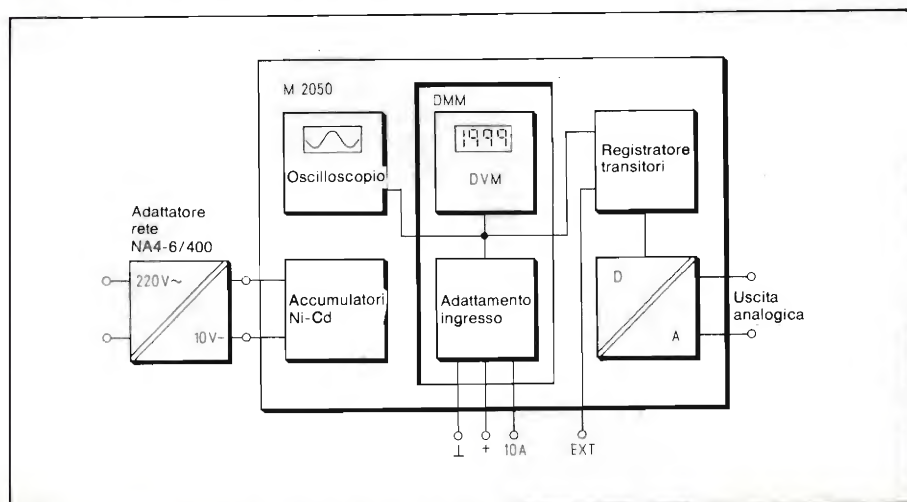 M 2050
Oscilloscopio
DMM
1999
DVM
Registratore
transitori
Adattatore
rete
NA4-6/400
220V~
10V-
Accumulatori
Ni-Cd
Adattamento
ingresso
D
A
Uscita
analogica
⊥
+
10A
EXT